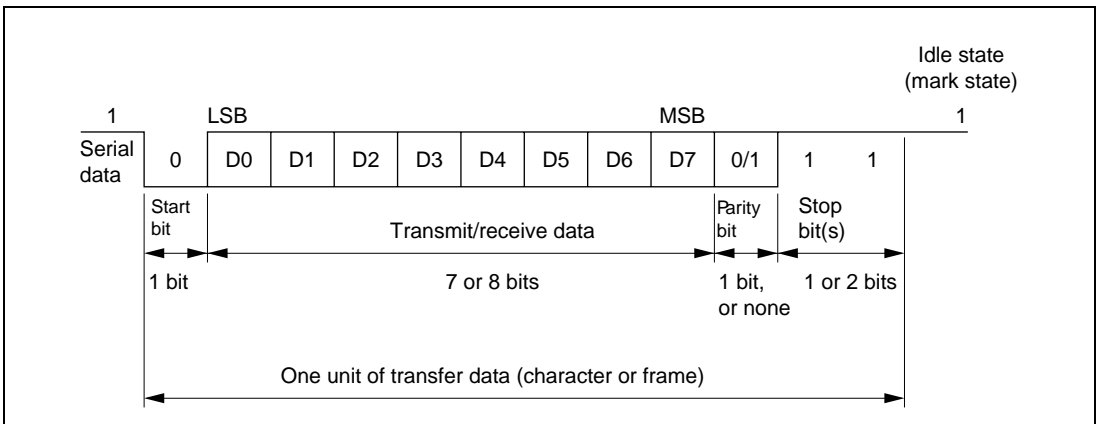 Idle state
(mark state)
1 LSB MSB 1
Serial
data
0 D0 D1 D2 D3 D4 D5 D6 D7 0/1 1 1
Start
bit
Transmit/receive data
Parity
bit
Stop
bit(s)
1 bit
7 or 8 bits
1 bit,
or none
1 or 2 bits
One unit of transfer data (character or frame)